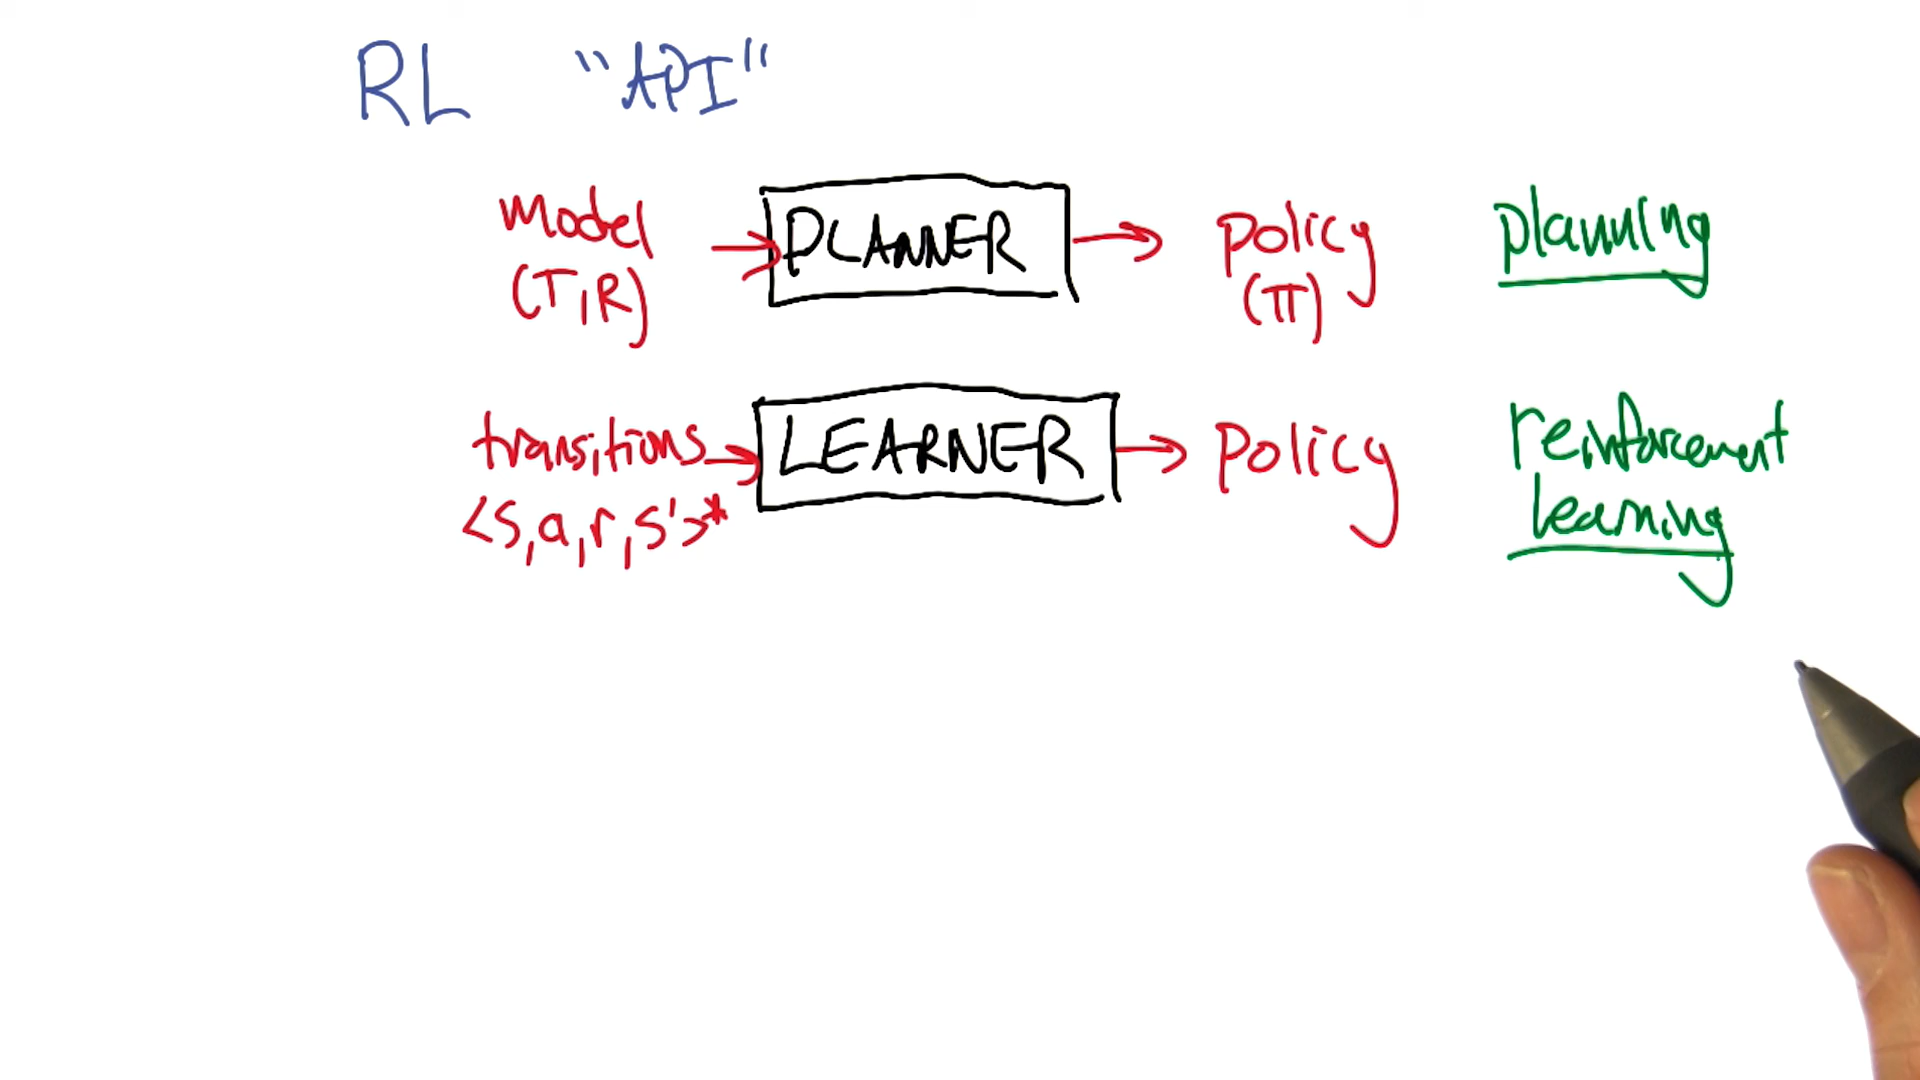 RL "API"
model → PLANNER → policy planning
(T,R) (π)
transitions → LEARNER → policy reinforcement
<s,a,r,s'>* learning